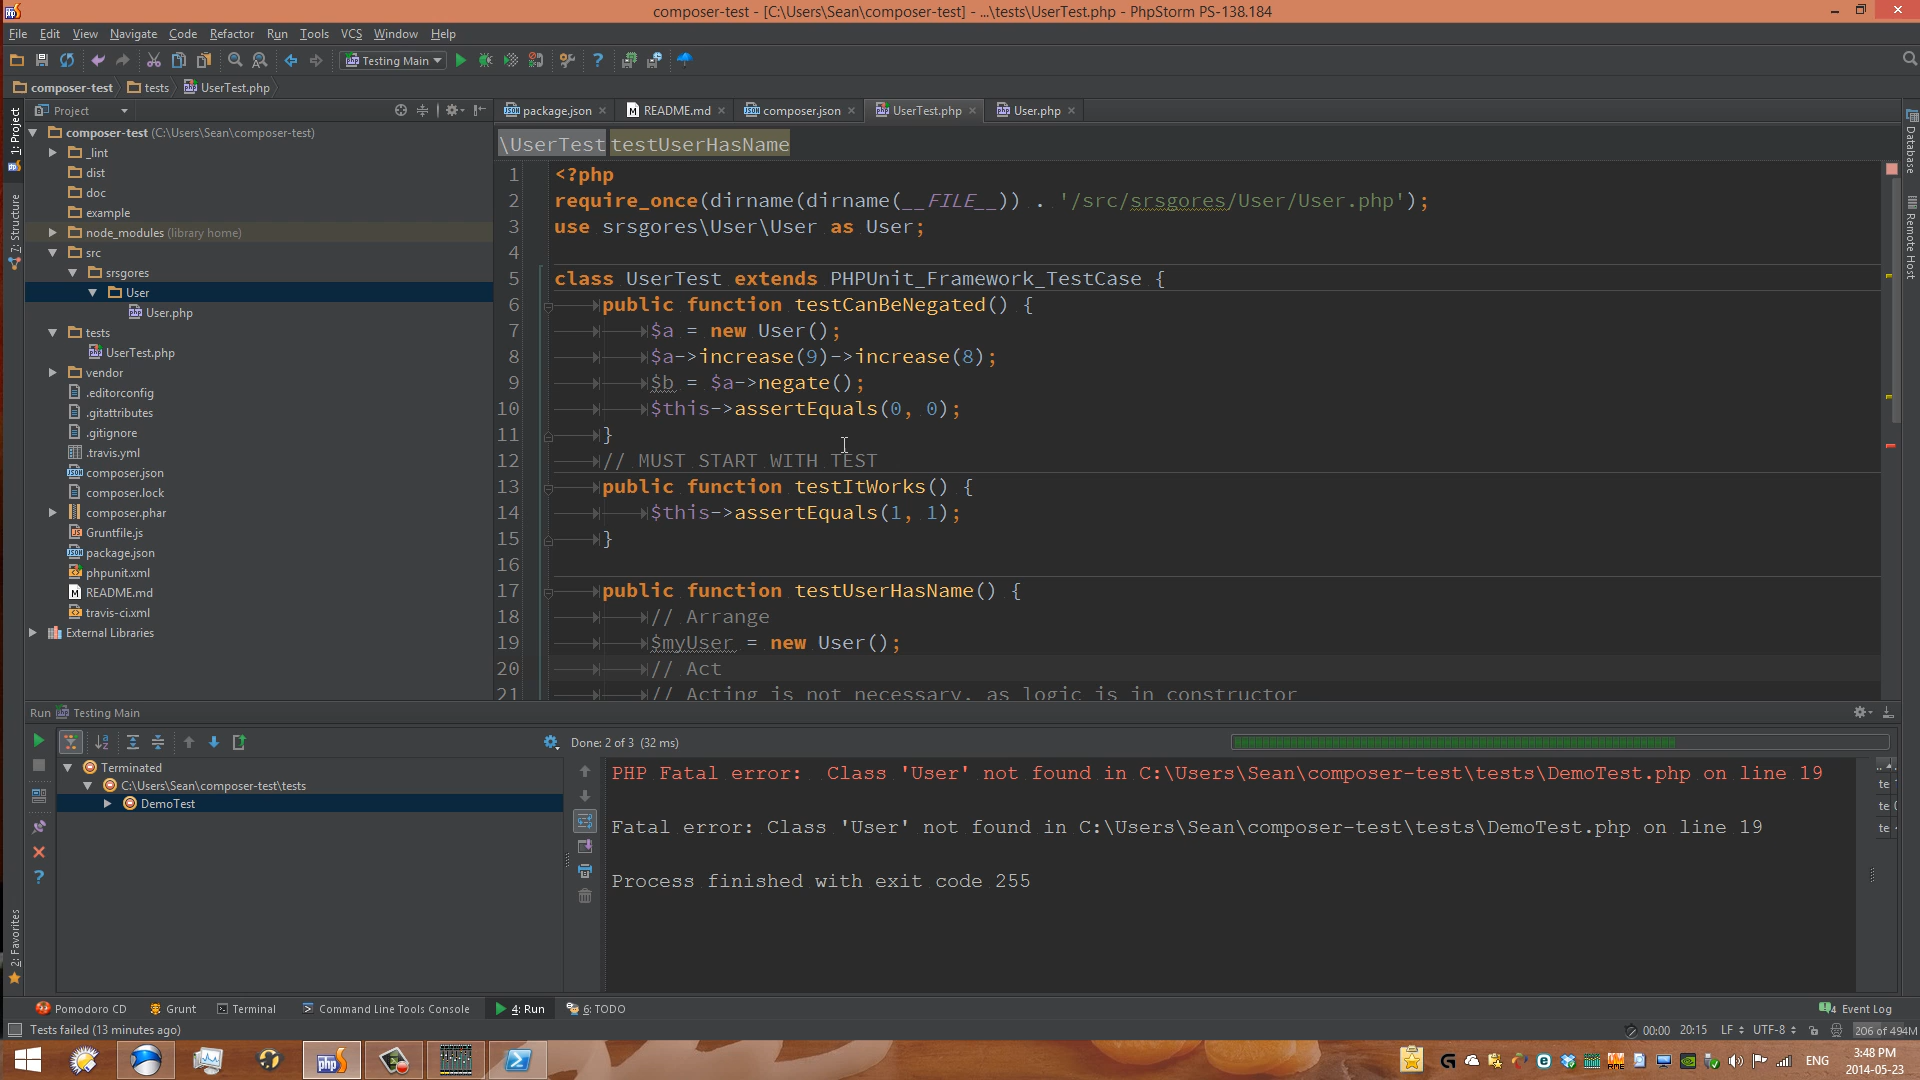 composer-test - [C:\Users\Sean\composer-test] - ...\tests\UserTest.php - PhpStorm PS-138.184
File Edit View Navigate Code Refactor Run Tools VCS Window Help
Testing Main
composer-test tests UserTest.php
Project
package.json README.md composer.json UserTest.php User.php
1: Project
7: Structure
2: Favorites
composer-test (C:\Users\Sean\composer-test)
_lint
dist
doc
example
node_modules (library home)
src
srsgores
User
User.php
tests
UserTest.php
vendor
.editorconfig
.gitattributes
.gitignore
.travis.yml
composer.json
composer.lock
composer.phar
Gruntfile.js
package.json
phpunit.xml
README.md
travis-ci.xml
External Libraries
\UserTest testUserHasName
1 <?php
2 require_once(dirname(dirname(__FILE__)) . '/src/srsgores/User/User.php');
3 use srsgores\User\User as User;
4
5 class UserTest extends PHPUnit_Framework_TestCase {
6 public function testCanBeNegated() {
7 $a = new User();
8 $a->increase(9)->increase(8);
9 $b = $a->negate();
10 $this->assertEquals(0, 0);
11 }
12 // MUST START WITH TEST
13 public function testItWorks() {
14 $this->assertEquals(1, 1);
15 }
16
17 public function testUserHasName() {
18 // Arrange
19 $myUser = new User();
20 // Act
21 // Acting is not necessary, as logic is in constructor
Database
Remote Host
Run Testing Main
Done: 2 of 3 (32 ms)
Terminated
C:\Users\Sean\composer-test\tests
DemoTest
PHP Fatal error:  Class 'User' not found in C:\Users\Sean\composer-test\tests\DemoTest.php on line 19
Fatal error: Class 'User' not found in C:\Users\Sean\composer-test\tests\DemoTest.php on line 19
Process finished with exit code 255
te
te
te
Pomodoro CD Grunt Terminal Command Line Tools Console 4: Run 6: TODO Event Log
Tests failed (13 minutes ago) 00:00 20:15 LF UTF-8 206 of 494M
ENG 3:48 PM
2014-05-23